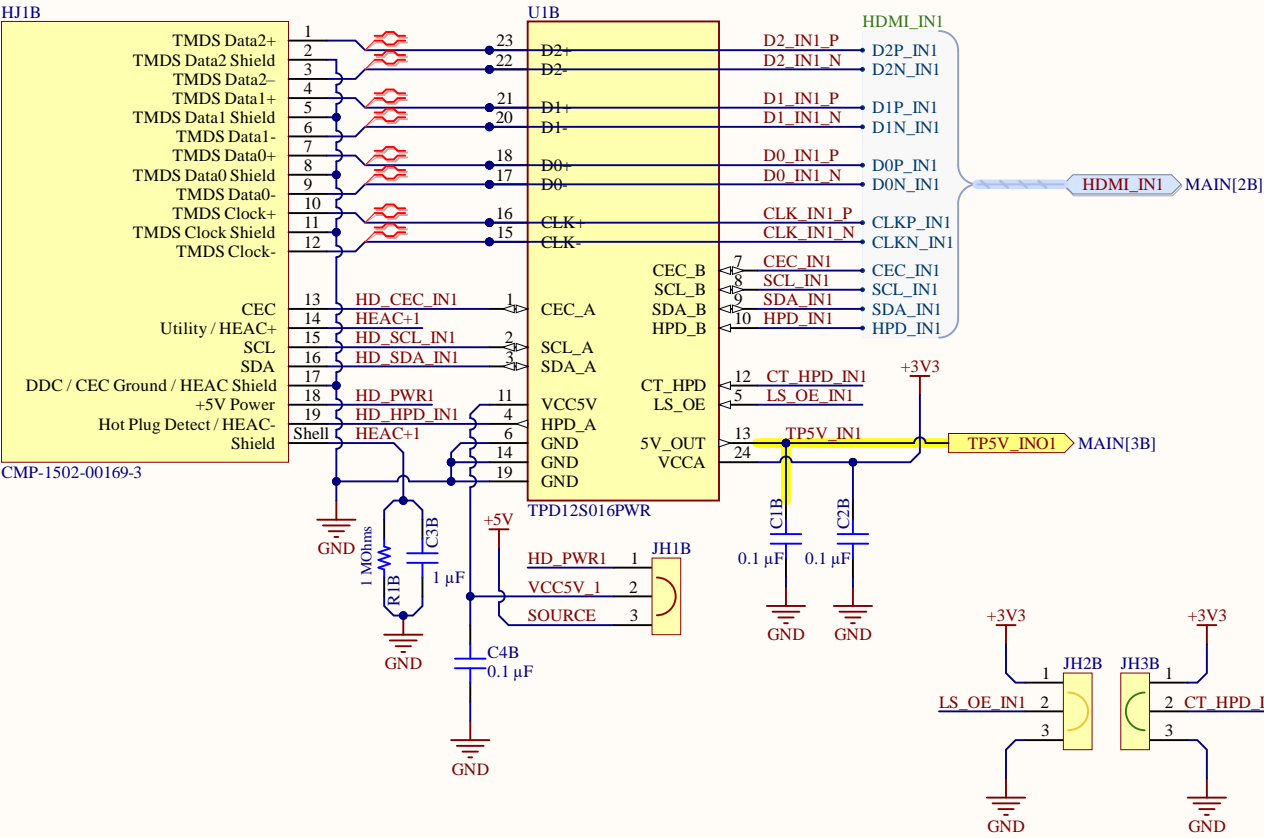 HJ1B
TMDS Data2+ 1
TMDS Data2 Shield 2
TMDS Data2– 3
TMDS Data1+ 4
TMDS Data1 Shield 5
TMDS Data1- 6
TMDS Data0+ 7
TMDS Data0 Shield 8
TMDS Data0- 9
TMDS Clock+ 10
TMDS Clock Shield 11
TMDS Clock- 12
CEC 13 HD_CEC_IN1
Utility / HEAC+ 14 HEAC+1
SCL 15 HD_SCL_IN1
SDA 16 HD_SDA_IN1
DDC / CEC Ground / HEAC Shield 17
+5V Power 18 HD_PWR1
Hot Plug Detect / HEAC- 19 HD_HPD_IN1
Shield Shell HEAC+1
CMP-1502-00169-3
U1B
23 D2+
22 D2-
21 D1+
20 D1-
18 D0+
17 D0-
16 CLK+
15 CLK-
1 CEC_A
2 SCL_A
3 SDA_A
11 VCC5V
4 HPD_A
6 GND
14 GND
19 GND
CEC_B 7 CEC_IN1
SCL_B 8 SCL_IN1
SDA_B 9 SDA_IN1
HPD_B 10 HPD_IN1
CT_HPD 12 CT_HPD_IN1
LS_OE 5 LS_OE_IN1
5V_OUT 13 TP5V_IN1
VCCA 24
TPD12S016PWR
D2_IN1_P
D2_IN1_N
D1_IN1_P
D1_IN1_N
D0_IN1_P
D0_IN1_N
CLK_IN1_P
CLK_IN1_N
HDMI_IN1
D2P_IN1
D2N_IN1
D1P_IN1
D1N_IN1
D0P_IN1
D0N_IN1
CLKP_IN1
CLKN_IN1
CEC_IN1
SCL_IN1
SDA_IN1
HPD_IN1
HDMI_IN1 MAIN[2B]
+3V3
TP5V_INO1 MAIN[3B]
GND
1 MOhms
R1B
C3B
1 µF
GND
+5V
JH1B
HD_PWR1 1
VCC5V_1 2
SOURCE 3
C4B
0.1 µF
GND
C1B
0.1 µF
GND
C2B
0.1 µF
GND
+3V3
JH2B
1
LS_OE_IN1 2
3
GND
+3V3
JH3B
1
2 CT_HPD_I
3
GND